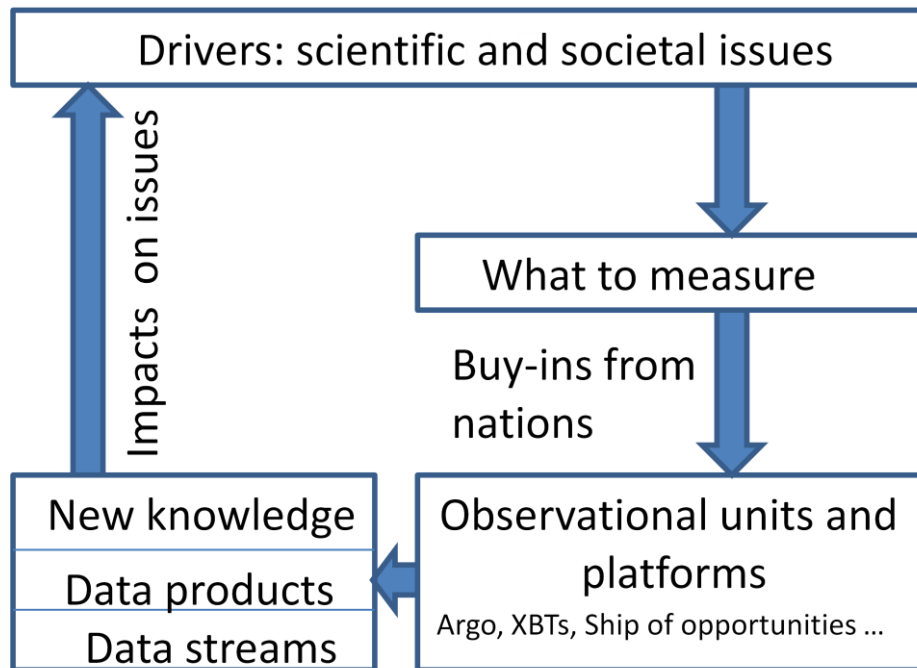 Drivers: scientific and societal issues
Impacts on issues
What to measure
Buy-ins from
nations
New knowledge
Data products
Data streams
Observational units and
platforms
Argo, XBTs, Ship of opportunities ...